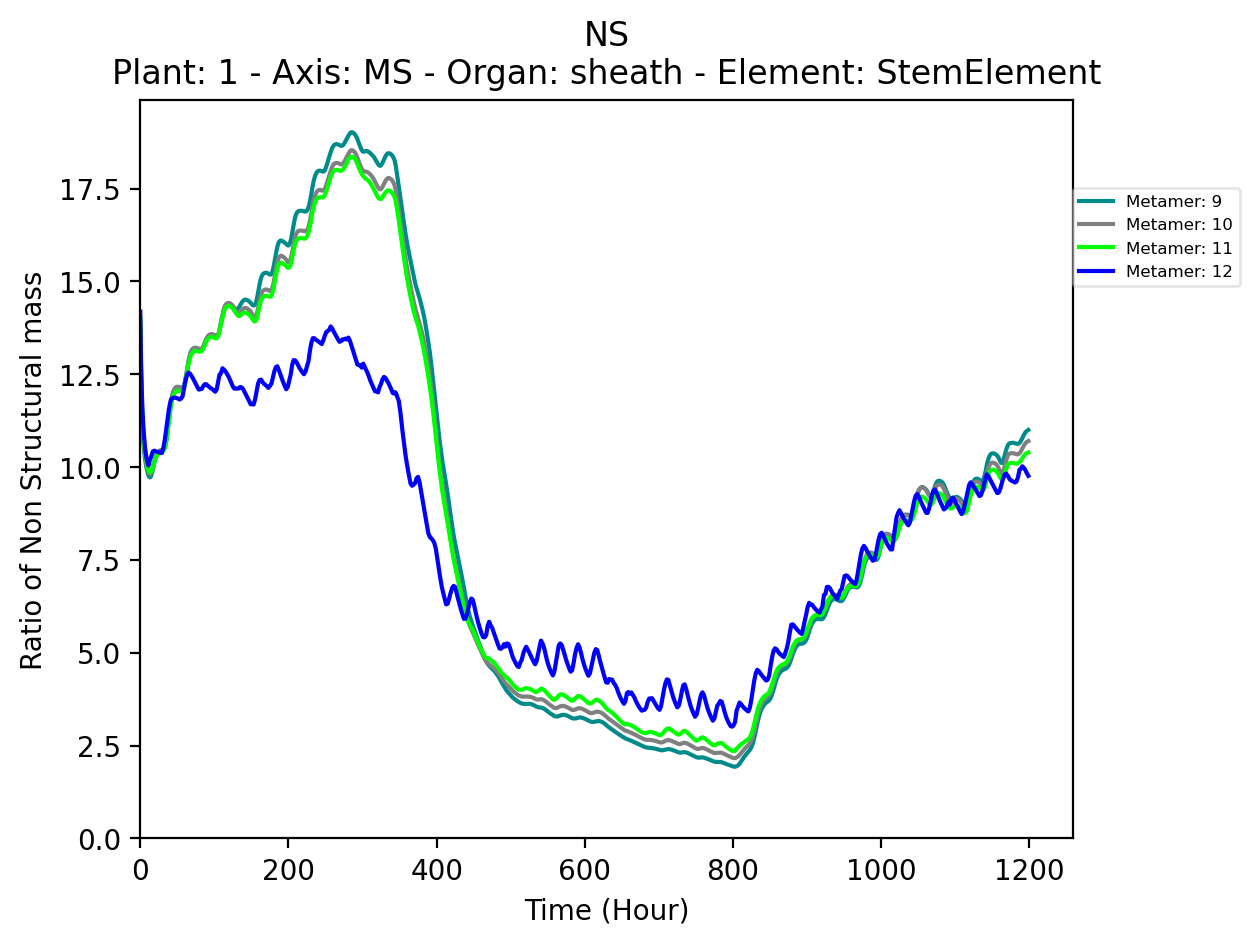 NS
Plant: 1 - Axis: MS - Organ: sheath - Element: StemElement
Ratio of Non Structural mass
17.5
15.0
12.5
10.0
7.5
5.0
2.5
0.0
0 200 400 600 800 1000 1200
Time (Hour)
Metamer: 9
Metamer: 10
Metamer: 11
Metamer: 12